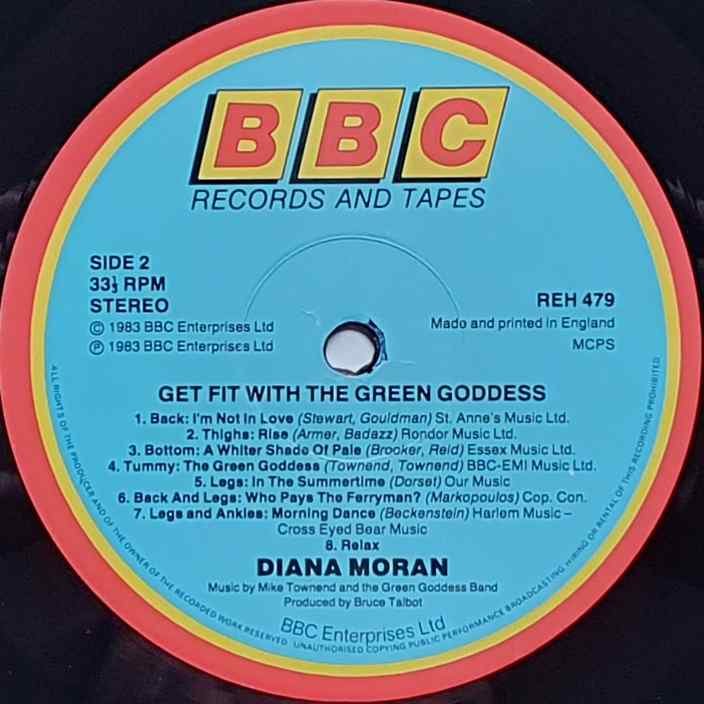 BBC
RECORDS AND TAPES
SIDE 2
33⅓ RPM
STEREO
© 1983 BBC Enterprises Ltd
℗ 1983 BBC Enterprises Ltd
REH 479
Made and printed in England
MCPS
GET FIT WITH THE GREEN GODDESS
1. Back: I'm Not In Love (Stewart, Gouldman) St. Anne's Music Ltd.
2. Thighs: Rise (Armer, Badazz) Rondor Music Ltd.
3. Bottom: A Whiter Shade Of Pale (Brooker, Reid) Essex Music Ltd.
4. Tummy: The Green Goddess (Townend, Townend) BBC-EMI Music Ltd.
5. Legs: In The Summertime (Dorset) Our Music
6. Back And Legs: Who Pays The Ferryman? (Markopoulos) Cop. Con.
7. Legs and Ankles: Morning Dance (Beckenstein) Harlem Music –
Cross Eyed Bear Music
8. Relax
DIANA MORAN
Music by Mike Townend and the Green Goddess Band
Produced by Bruce Talbot
BBC Enterprises Ltd
ALL RIGHTS OF THE PRODUCER AND OF THE OWNER OF THE RECORDED WORK RESERVED. UNAUTHORISED COPYING PUBLIC PERFORMANCE BROADCASTING HIRING OR RENTAL OF THIS RECORDING PROHIBITED